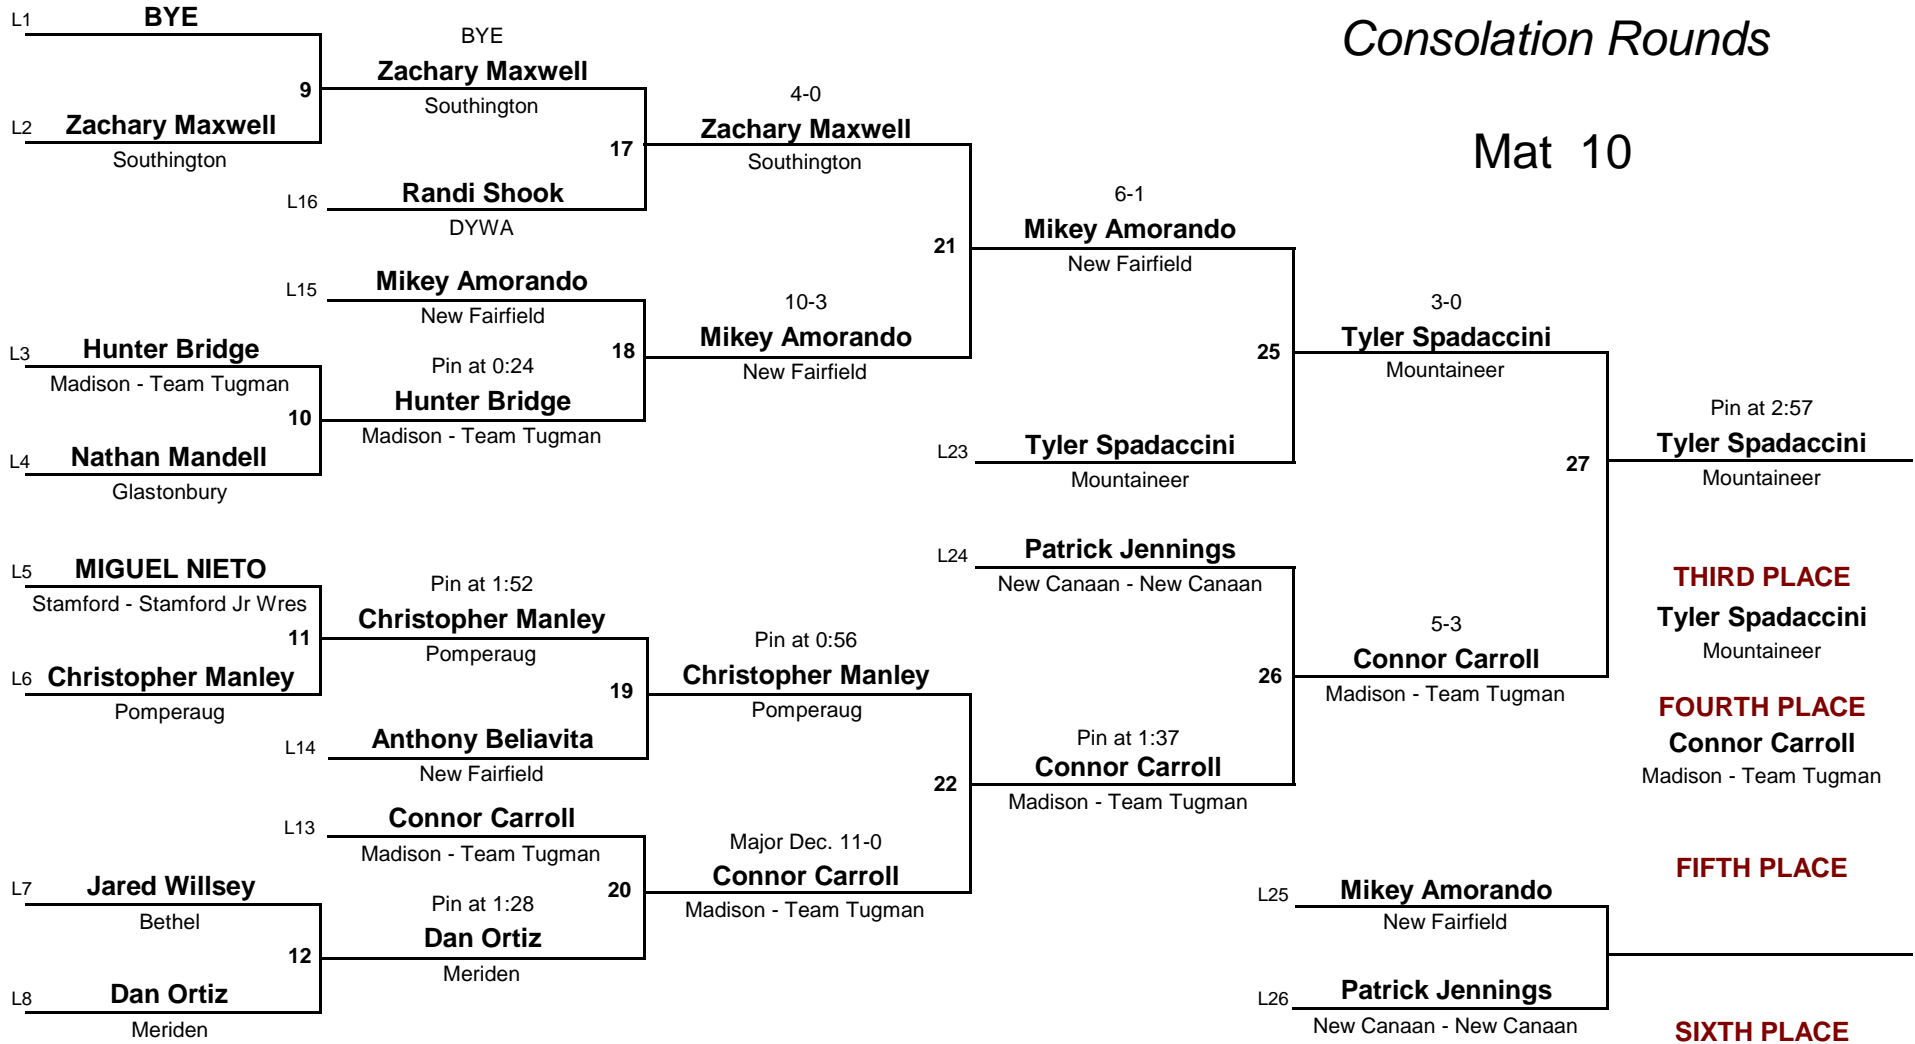 Consolation Rounds
Mat 10
L1 BYE
9
L2 Zachary Maxwell
Southington
L3 Hunter Bridge
Madison - Team Tugman
10
L4 Nathan Mandell
Glastonbury
L5 MIGUEL NIETO
Stamford - Stamford Jr Wres
11
L6 Christopher Manley
Pomperaug
L7 Jared Willsey
Bethel
12
L8 Dan Ortiz
Meriden
BYE
Zachary Maxwell
Southington
17
L16 Randi Shook
DYWA
L15 Mikey Amorando
New Fairfield
18
Pin at 0:24
Hunter Bridge
Madison - Team Tugman
Pin at 1:52
Christopher Manley
Pomperaug
19
L14 Anthony Beliavita
New Fairfield
L13 Connor Carroll
Madison - Team Tugman
20
Pin at 1:28
Dan Ortiz
Meriden
4-0
Zachary Maxwell
Southington
21
10-3
Mikey Amorando
New Fairfield
Pin at 0:56
Christopher Manley
Pomperaug
22
Major Dec. 11-0
Connor Carroll
Madison - Team Tugman
6-1
Mikey Amorando
New Fairfield
25
L23 Tyler Spadaccini
Mountaineer
L24 Patrick Jennings
New Canaan - New Canaan
26
Pin at 1:37
Connor Carroll
Madison - Team Tugman
3-0
Tyler Spadaccini
Mountaineer
27
5-3
Connor Carroll
Madison - Team Tugman
Pin at 2:57
Tyler Spadaccini
Mountaineer
THIRD PLACE
Tyler Spadaccini
Mountaineer
FOURTH PLACE
Connor Carroll
Madison - Team Tugman
L25 Mikey Amorando
New Fairfield
L26 Patrick Jennings
New Canaan - New Canaan
FIFTH PLACE
SIXTH PLACE